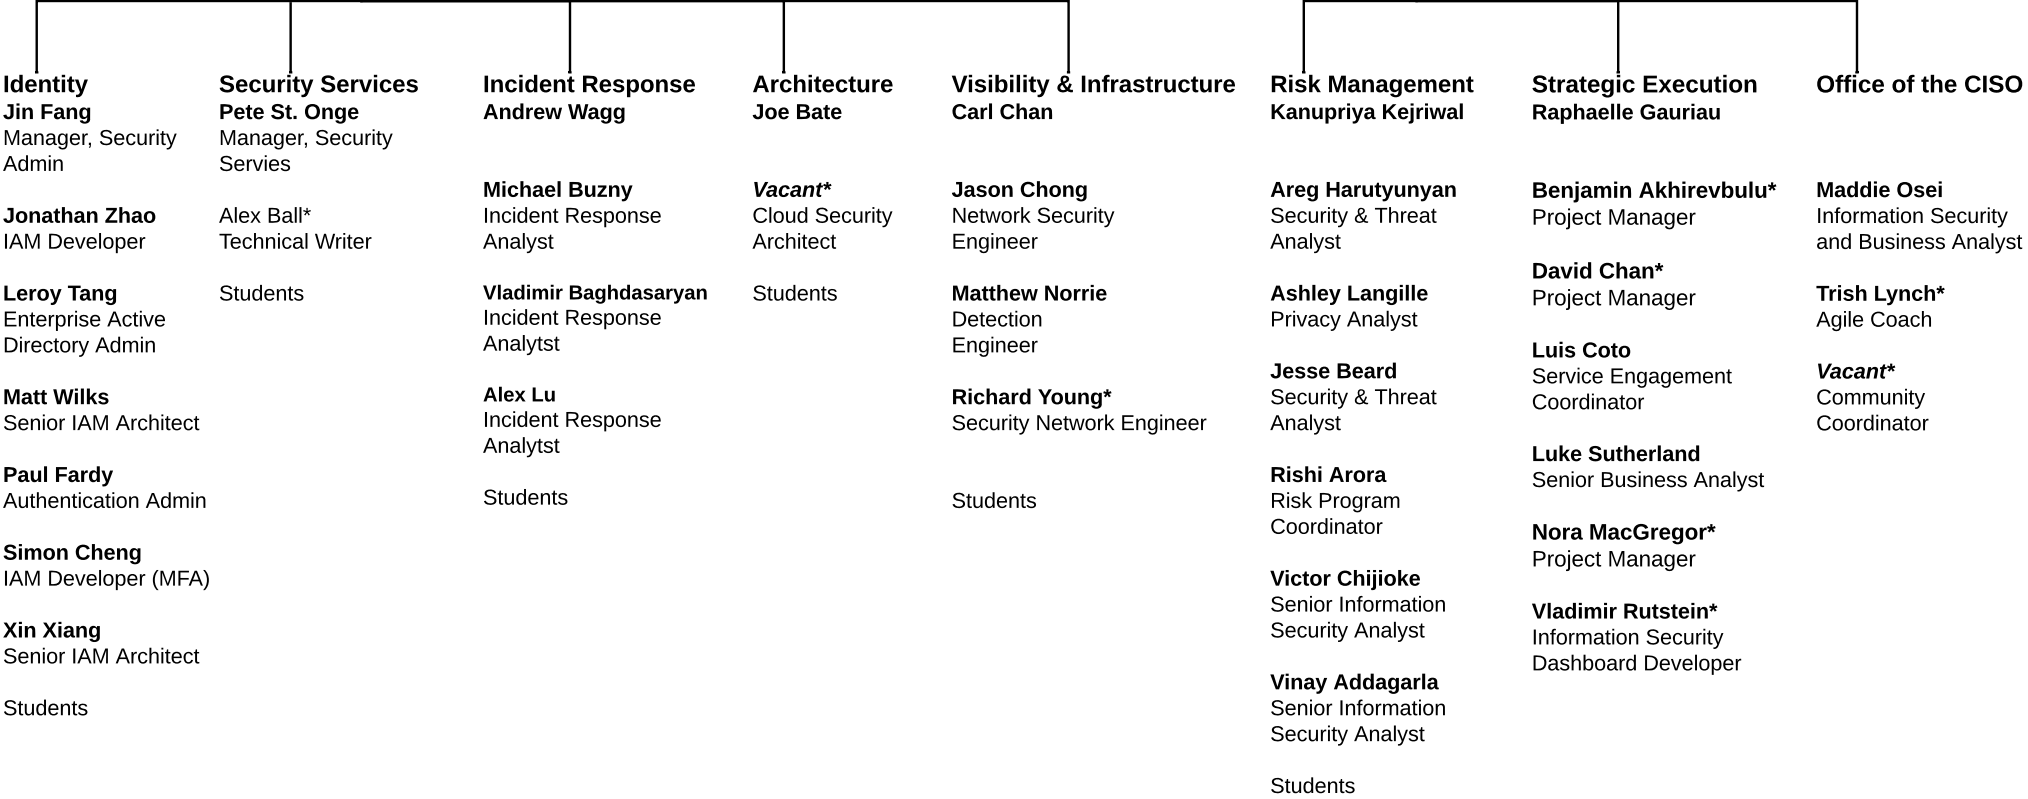 Identity
Jin Fang
Manager, Security
Admin
Jonathan Zhao
IAM Developer
Leroy Tang
Enterprise Active
Directory Admin
Matt Wilks
Senior IAM Architect
Paul Fardy
Authentication Admin
Simon Cheng
IAM Developer (MFA)
Xin Xiang
Senior IAM Architect
Students
Security Services
Pete St. Onge
Manager, Security
Servies
Alex Ball*
Technical Writer
Students
Incident Response
Andrew Wagg
Michael Buzny
Incident Response
Analyst
Vladimir Baghdasaryan
Incident Response
Analytst
Alex Lu
Incident Response
Analytst
Students
Architecture
Joe Bate
Vacant*
Cloud Security
Architect
Students
Visibility & Infrastructure
Carl Chan
Jason Chong
Network Security
Engineer
Matthew Norrie
Detection
Engineer
Richard Young*
Security Network Engineer
Students
Risk Management
Kanupriya Kejriwal
Areg Harutyunyan
Security & Threat
Analyst
Ashley Langille
Privacy Analyst
Jesse Beard
Security & Threat
Analyst
Rishi Arora
Risk Program
Coordinator
Victor Chijioke
Senior Information
Security Analyst
Vinay Addagarla
Senior Information
Security Analyst
Students
Strategic Execution
Raphaelle Gauriau
Benjamin Akhirevbulu*
Project Manager
David Chan*
Project Manager
Luis Coto
Service Engagement
Coordinator
Luke Sutherland
Senior Business Analyst
Nora MacGregor*
Project Manager
Vladimir Rutstein*
Information Security
Dashboard Developer
Office of the CISO
Maddie Osei
Information Security
and Business Analyst
Trish Lynch*
Agile Coach
Vacant*
Community
Coordinator